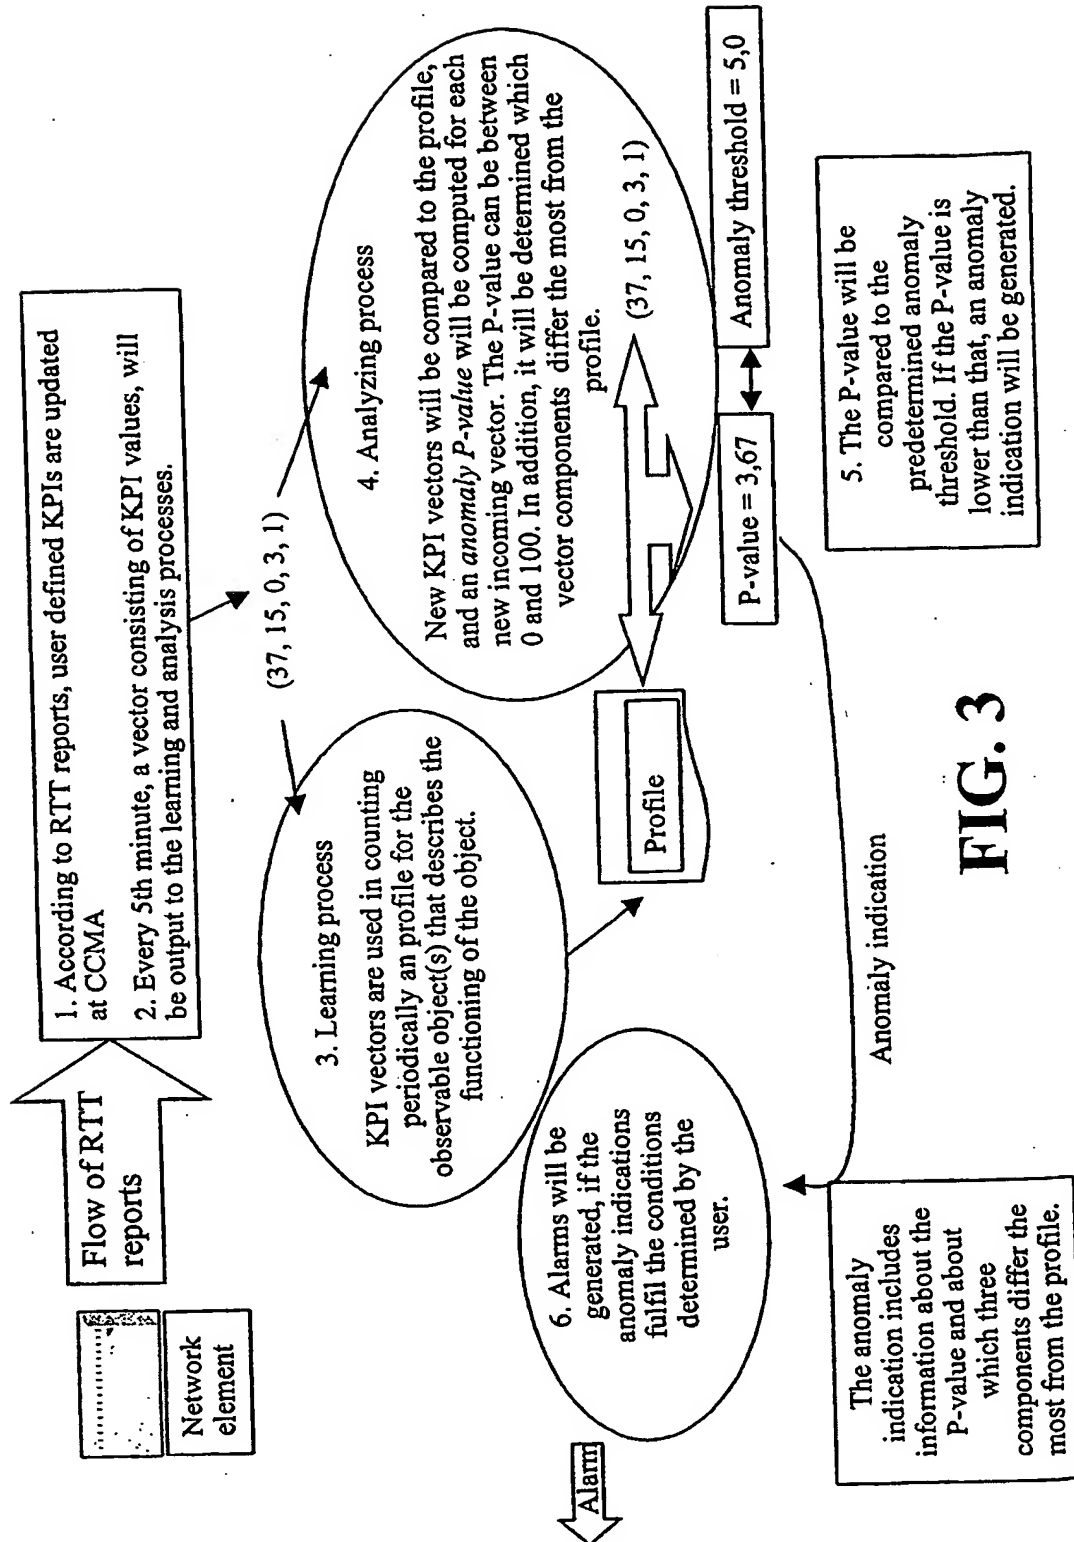 Network
element
Flow of RTT
reports
1. According to RTT reports, user defined KPIs are updated
at CCMA
2. Every 5th minute, a vector consisting of KPI values, will
be output to the learning and analysis processes.
(37, 15, 0, 3, 1)
3. Learning process
KPI vectors are used in counting
periodically an profile for the
observable object(s) that describes the
functioning of the object.
4. Analyzing process
New KPI vectors will be compared to the profile,
and an anomaly P-value will be computed for each
new incoming vector. The P-value can be between
0 and 100. In addition, it will be determined which
vector components differ the most from the
profile.
(37, 15, 0, 3, 1)
Profile
P-value = 3,67
Anomaly threshold = 5,0
5. The P-value will be
compared to the
predetermined anomaly
threshold. If the P-value is
lower than that, an anomaly
indication will be generated.
Anomaly indication
6. Alarms will be
generated, if the
anomaly indications
fulfil the conditions
determined by the
user.
Alarm
The anomaly
indication includes
information about the
P-value and about
which three
components differ the
most from the profile.
FIG. 3